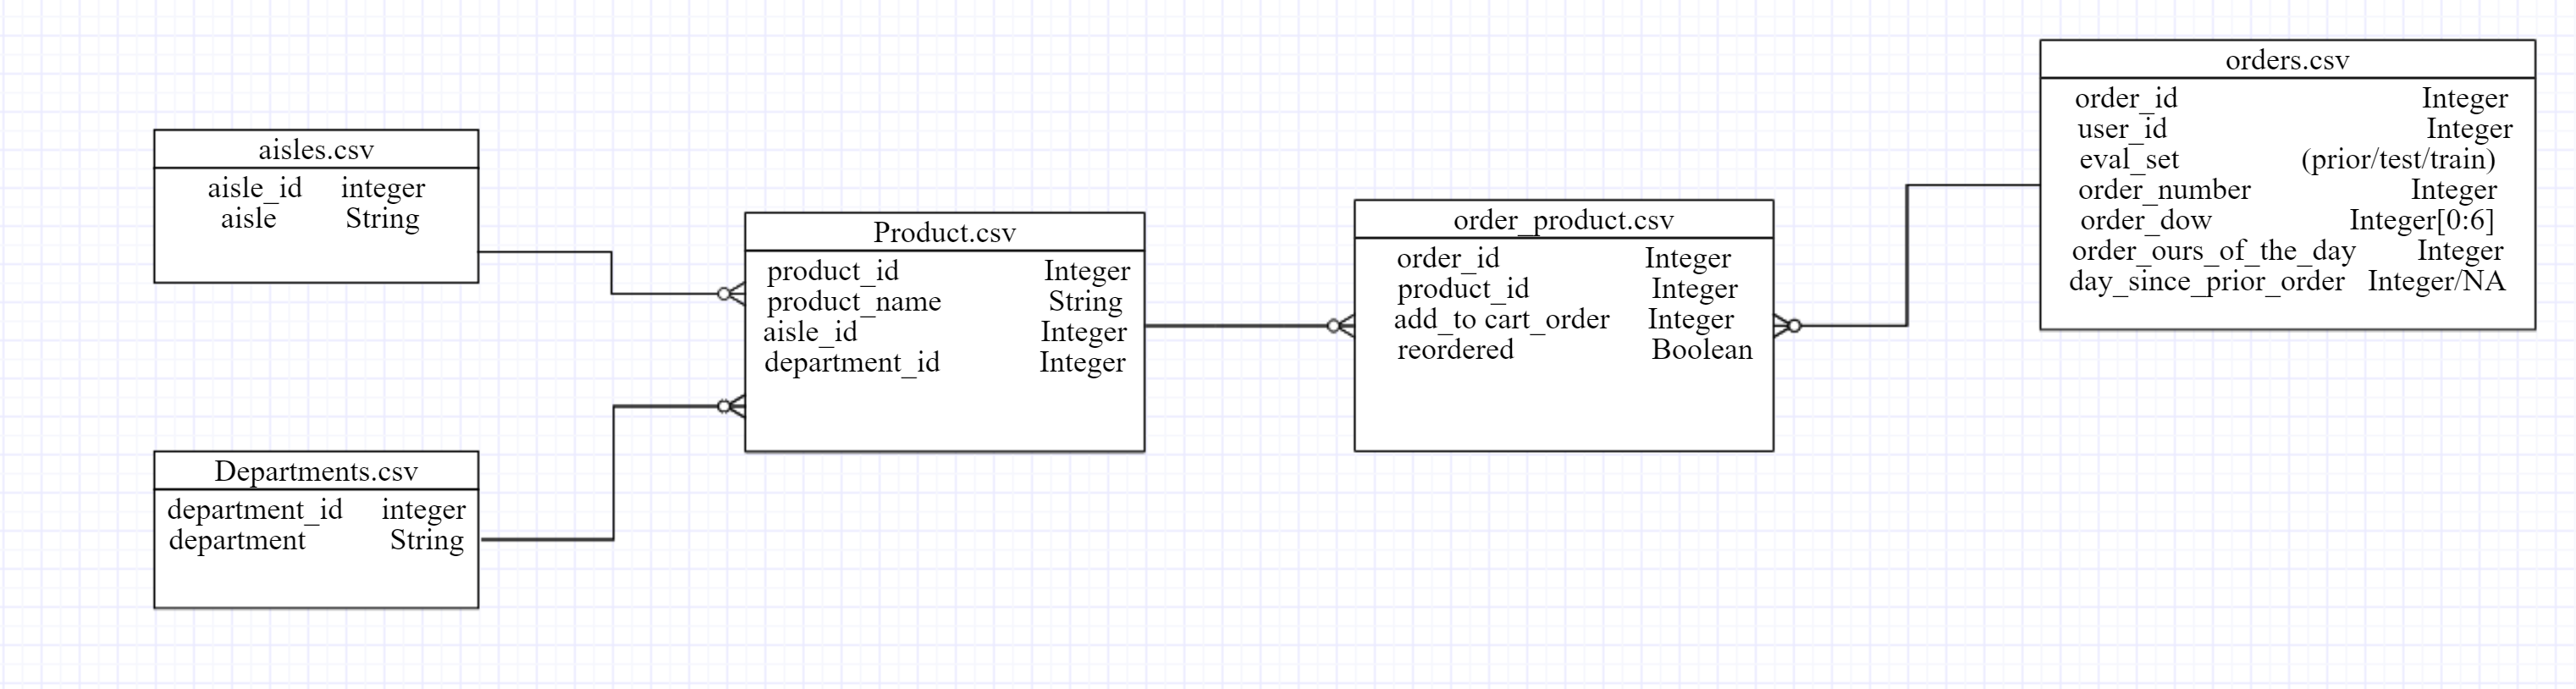 aisles.csv
aisle_id integer
aisle String
Departments.csv
department_id integer
department String
Product.csv
product_id Integer
product_name String
aisle_id Integer
department_id Integer
order_product.csv
order_id Integer
product_id Integer
add_to cart_order Integer
reordered Boolean
orders.csv
order_id Integer
user_id Integer
eval_set (prior/test/train)
order_number Integer
order_dow Integer[0:6]
order_ours_of_the_day Integer
day_since_prior_order Integer/NA